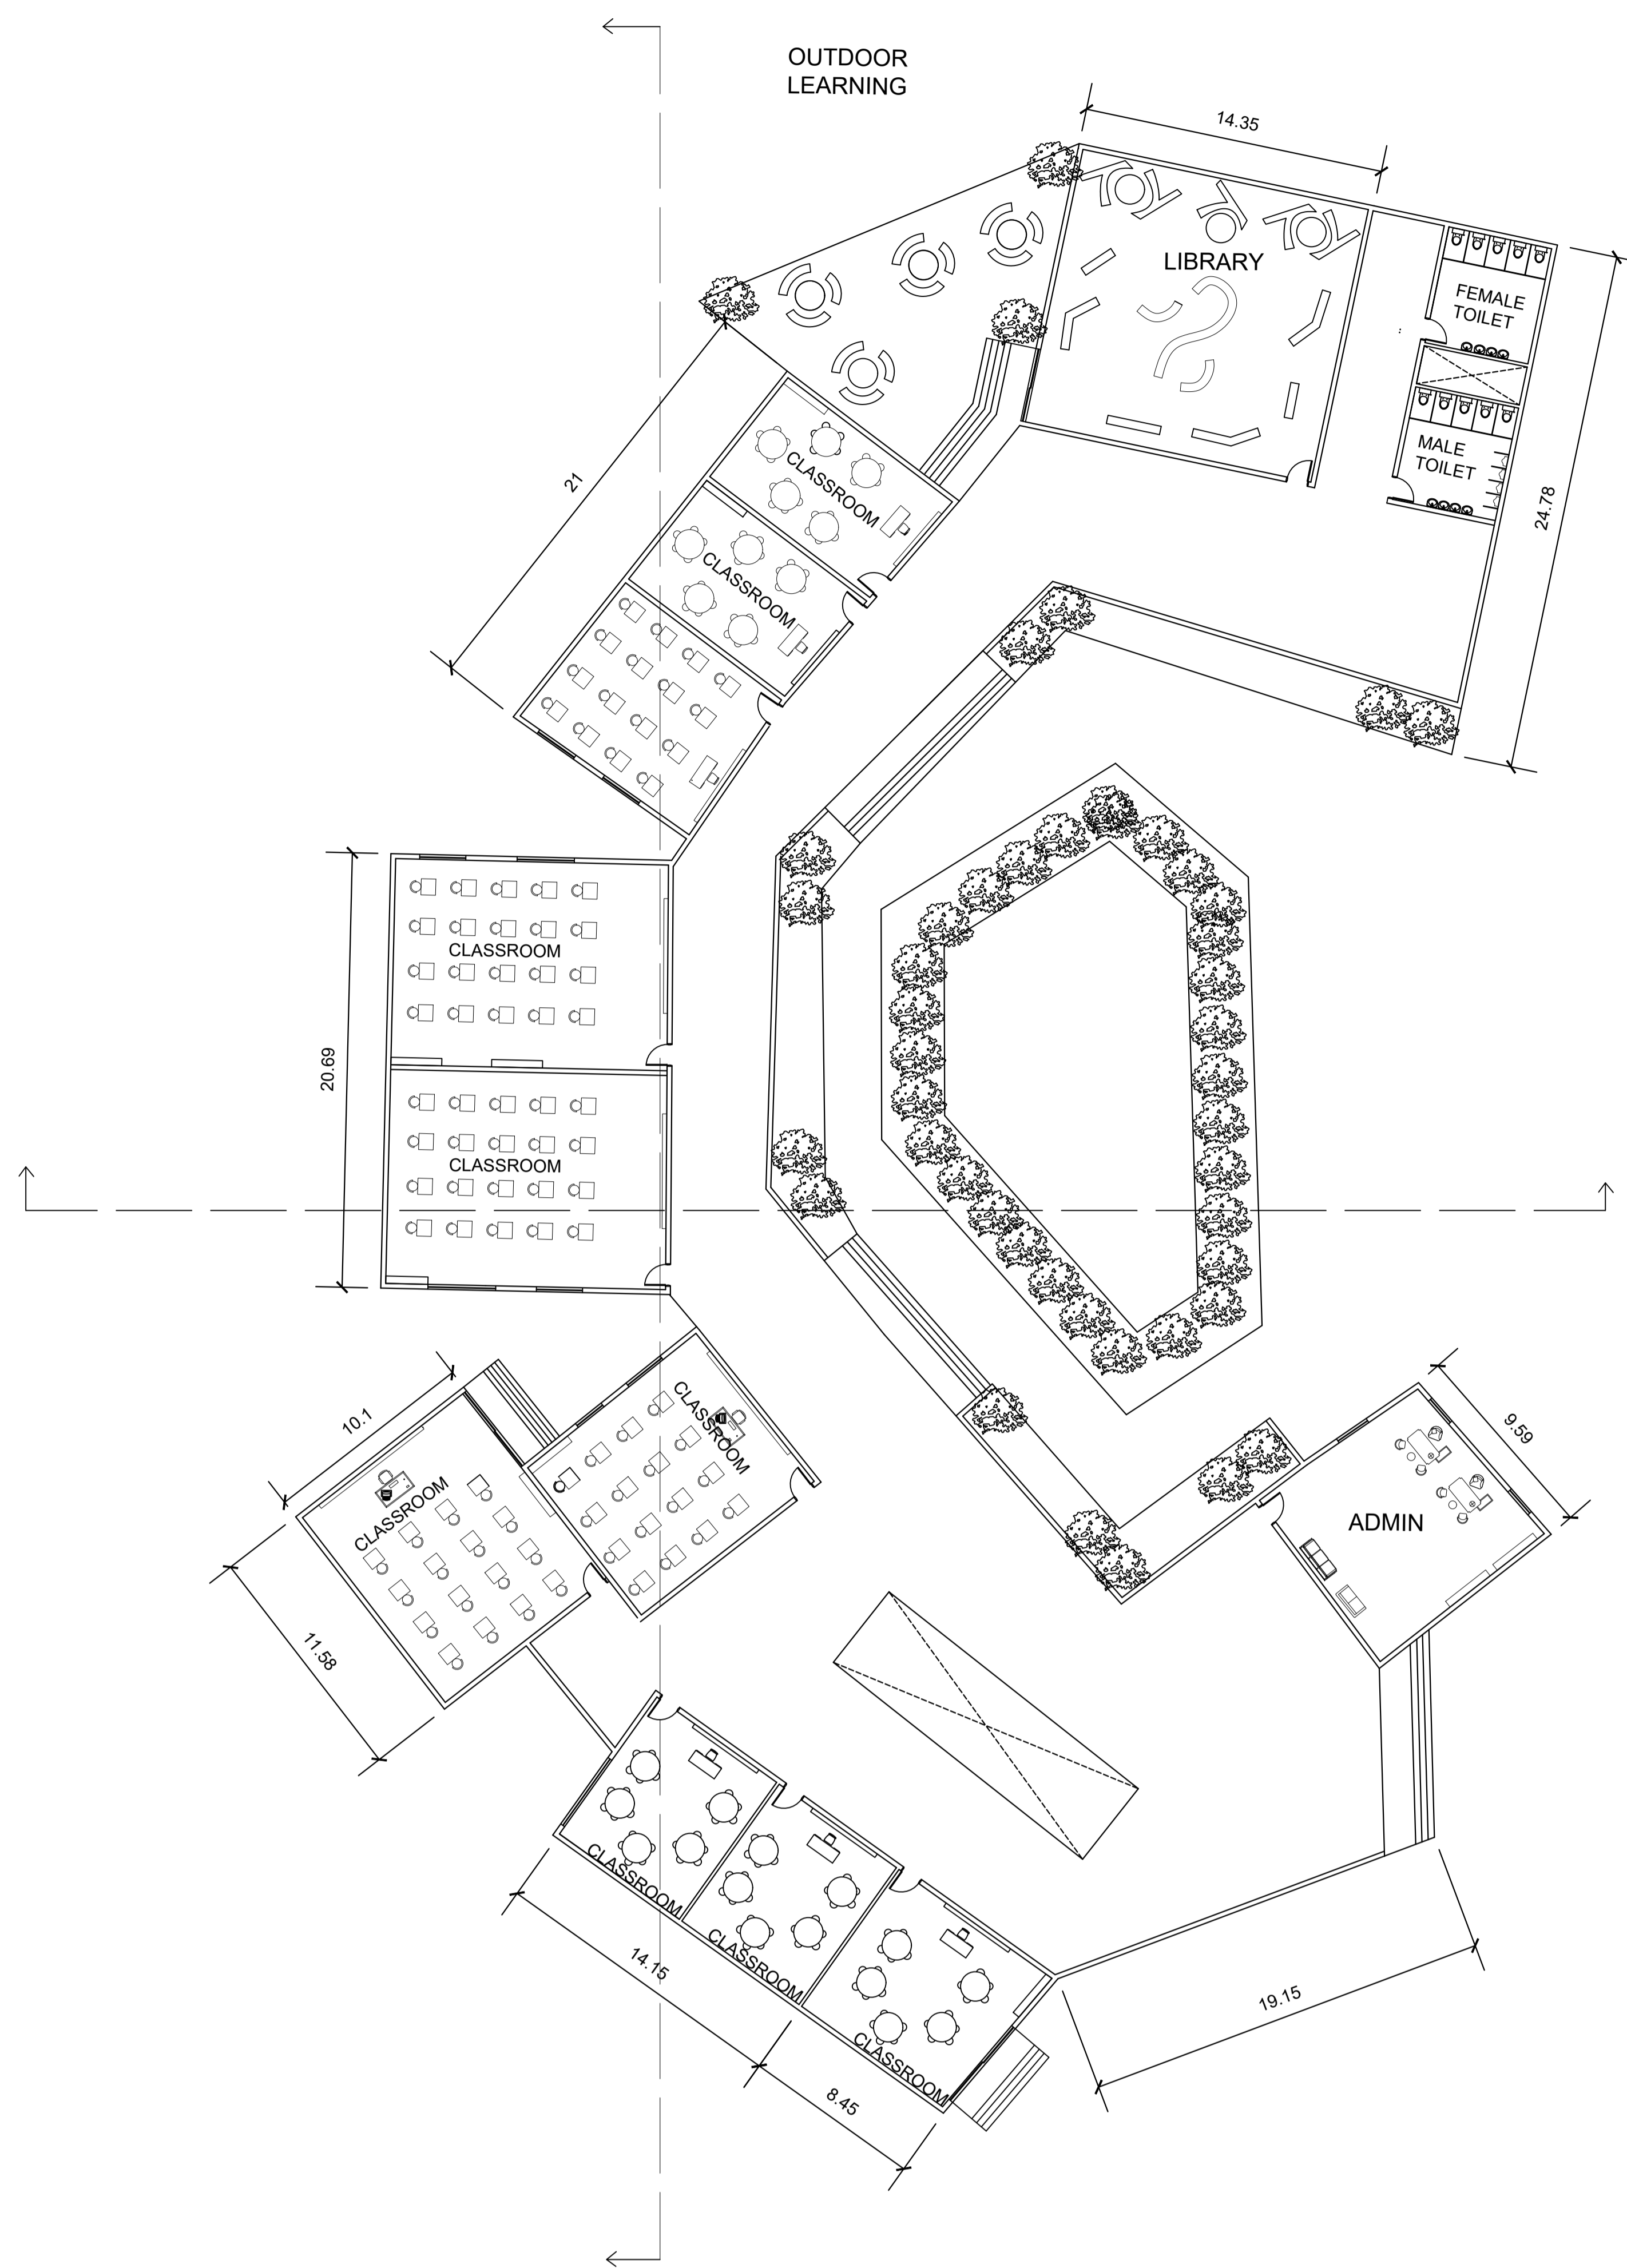 OUTDOOR
LEARNING
14.35
LIBRARY
FEMALE
TOILET
MALE
TOILET
24.78
21
CLASSROOM
CLASSROOM
CLASSROOM
20.69
CLASSROOM
10.1
CLASSROOM
CLASSROOM
11.58
9.59
ADMIN
CLASSROOM
CLASSROOM
CLASSROOM
14.15
8.45
19.15